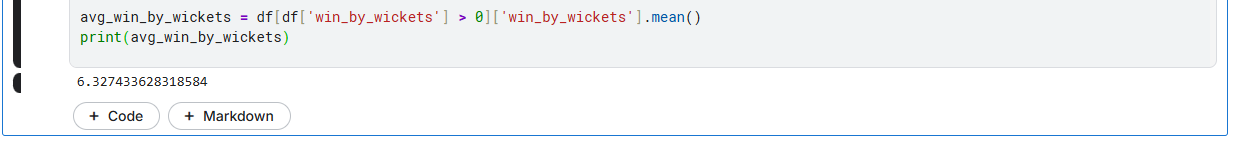 avg_win_by_wickets = df[df['win_by_wickets'] > 0]['win_by_wickets'].mean()
print(avg_win_by_wickets)
6.327433628318584
+ Code + Markdown